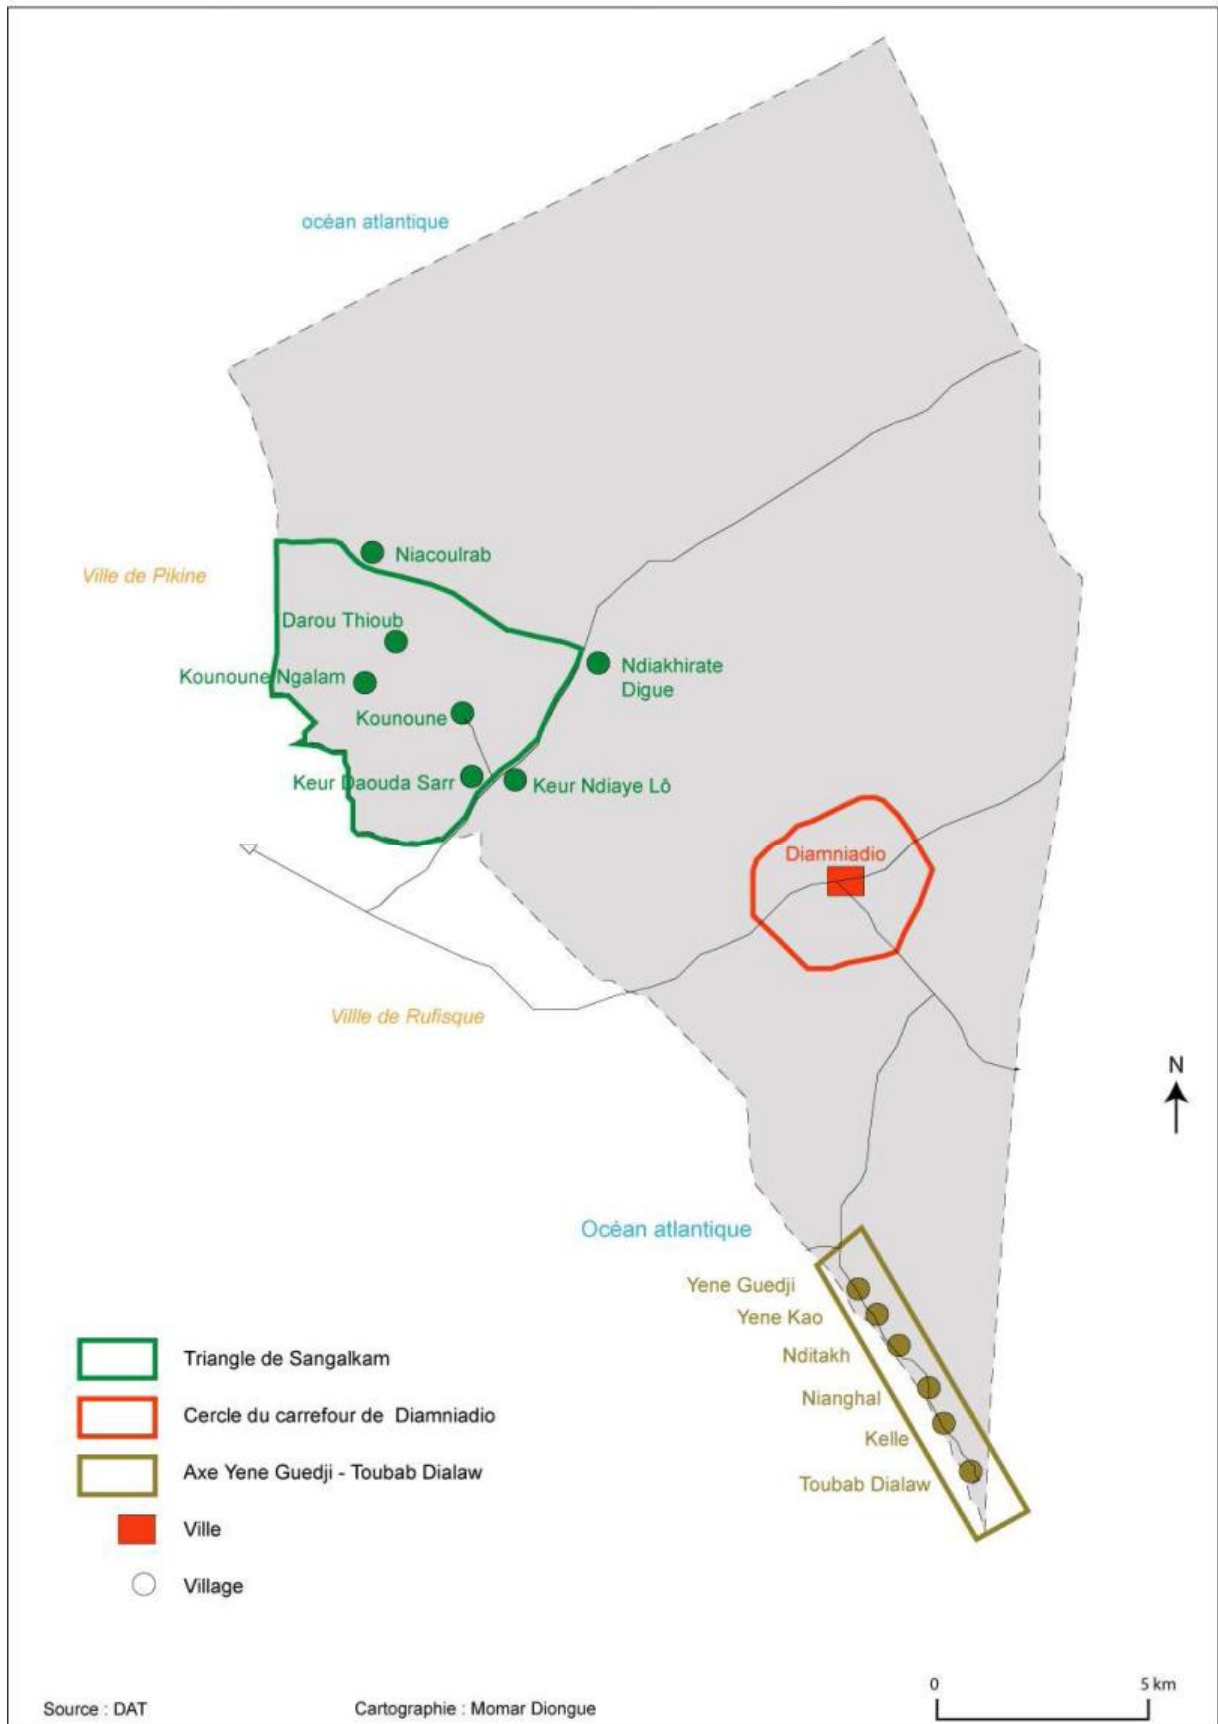 océan atlantique
Niacoulrab
Ville de Pikine
Darou Thioub
Ndiakhirate
Digue
Kounoune Ngalam
Kounoune
Keur Daouda Sarr
Keur Ndiaye Lô
Diamniadio
Villle de Rufisque
N
Océan atlantique
Yene Guedji
Yene Kao
Nditakh
Nianghal
Kelle
Toubab Dialaw
Triangle de Sangalkam
Cercle du carrefour de Diamniadio
Axe Yene Guedji - Toubab Dialaw
Ville
Village
0 5 km
Source : DAT
Cartographie : Momar Diongue